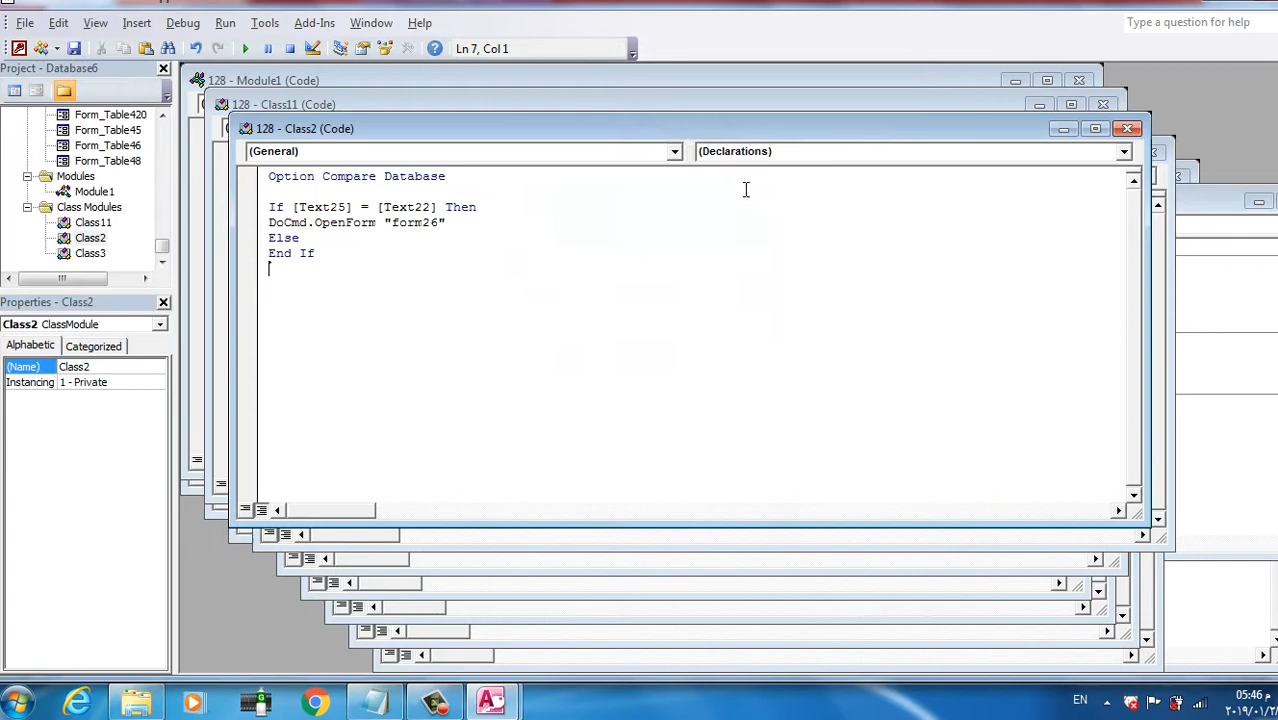 File Edit View Insert Debug Run Tools Add-Ins Window Help
Type a question for help
Ln 7, Col 1
Project - Database6
128 - Module1 (Code)
128 - Class11 (Code)
128 - Class2 (Code)
(General)
(Declarations)
Form_Table420
Form_Table45
Form_Table46
Form_Table48
Modules
Module1
Class Modules
Class11
Class2
Class3
Option Compare Database
If [Text25] = [Text22] Then
DoCmd.OpenForm "form26"
Else
End If
Properties - Class2
Class2 ClassModule
Alphabetic Categorized
(Name) Class2
Instancing 1 - Private
EN
05:46 م